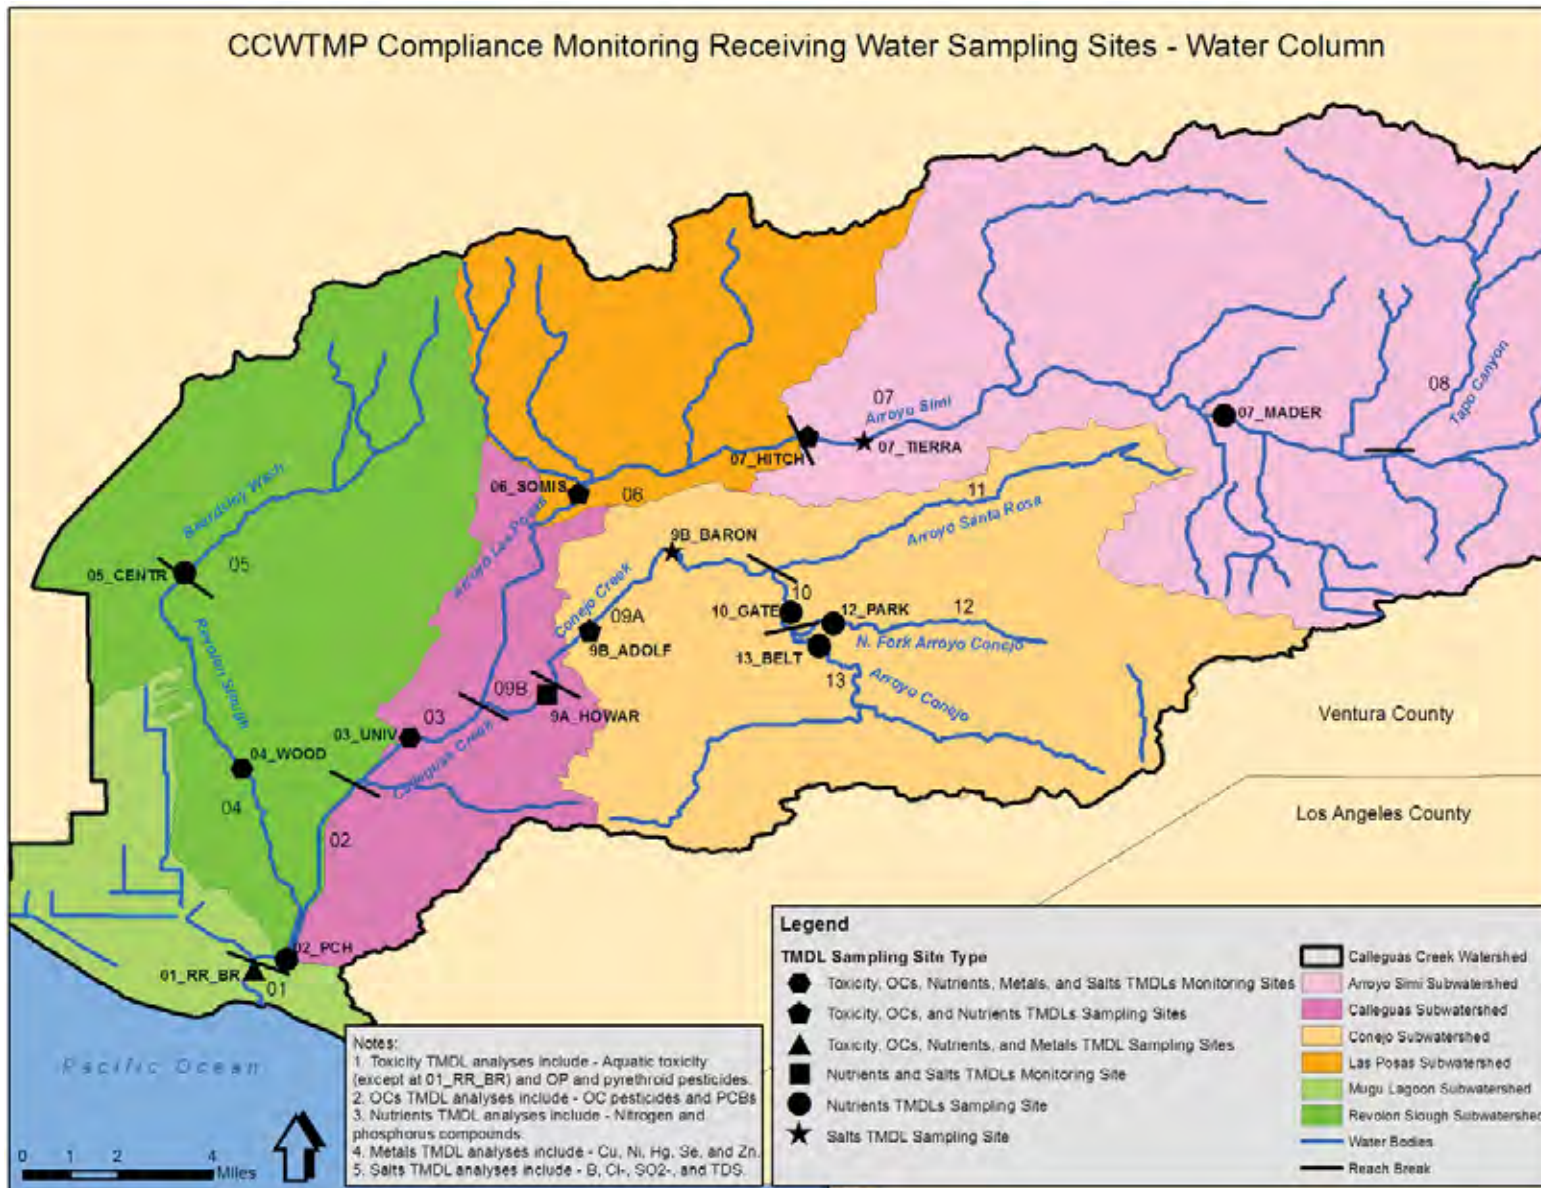 CCWTMP Compliance Monitoring Receiving Water Sampling Sites - Water Column
08
Tapo Canyon
07
Arroyo Simi
07_MADER
07_HITCH
07_TIERRA
06_SOMIS
06
Arroyo Las Posas
11
Arroyo Santa Rosa
Beardsley Wash
9B_BARON
05_CENTR
05
Conejo Creek
09A
10
10_GATE
12_PARK
12
N. Fork Arroyo Conejo
9B_ADOLF
13_BELT
13
Arroyo Conejo
Revolon Slough
09B
9A_HOWAR
03
03_UNIV
Calleguas Creek
04_WOOD
04
02
Ventura County
Los Angeles County
02_PCH
01_RR_BR
01
Pacific Ocean
0 1 2 4
Miles
Notes:
1. Toxicity TMDL analyses include - Aquatic toxicity
(except at 01_RR_BR) and OP and pyrethroid pesticides.
2. OCs TMDL analyses include - OC pesticides and PCBs
3. Nutrients TMDL analyses include - Nitrogen and
phosphorus compounds.
4. Metals TMDL analyses include - Cu, Ni, Hg, Se, and Zn.
5. Salts TMDL analyses include - B, Cl-, SO2-, and TDS.
Legend
TMDL Sampling Site Type
Toxicity, OCs, Nutrients, Metals, and Salts TMDLs Monitoring Sites
Toxicity, OCs, and Nutrients TMDLs Sampling Sites
Toxicity, OCs, Nutrients, and Metals TMDL Sampling Sites
Nutrients and Salts TMDLs Monitoring Site
Nutrients TMDLs Sampling Site
Salts TMDL Sampling Site
Calleguas Creek Watershed
Arroyo Simi Subwatershed
Calleguas Subwatershed
Conejo Subwatershed
Las Posas Subwatershed
Mugu Lagoon Subwatershed
Revolon Slough Subwatershed
Water Bodies
Reach Break